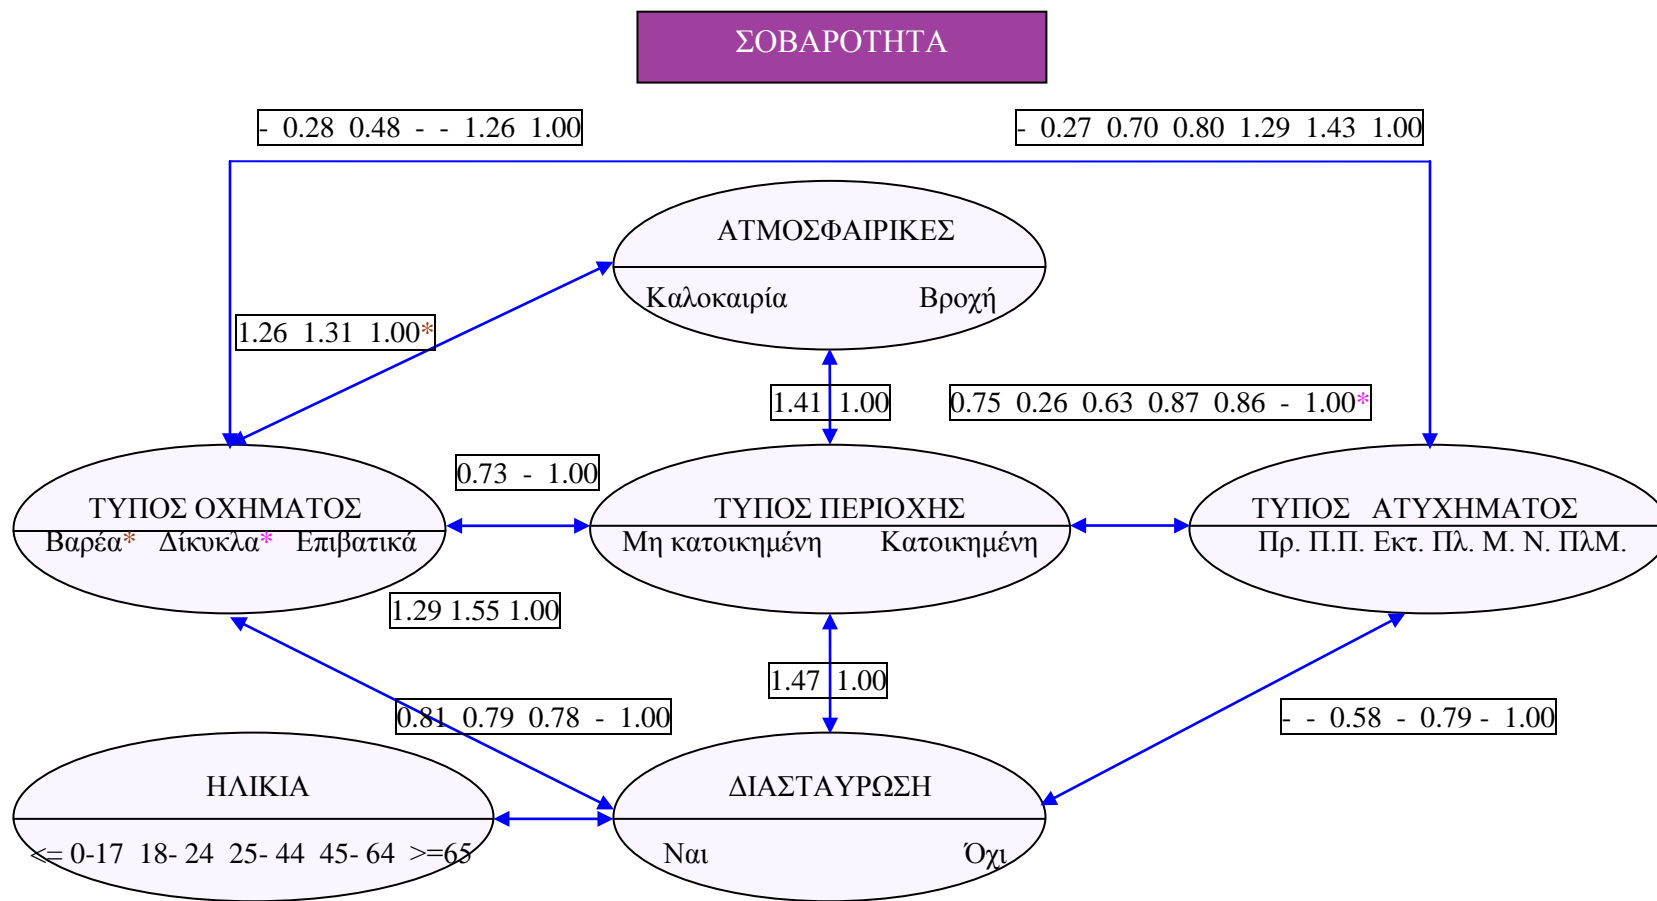 ΣΟΒΑΡΟΤΗΤΑ
- 0.28 0.48 - - 1.26 1.00
- 0.27 0.70 0.80 1.29 1.43 1.00
ΑΤΜΟΣΦΑΙΡΙΚΕΣ
Καλοκαιρία Βροχή
1.26 1.31 1.00*
1.41 1.00
0.75 0.26 0.63 0.87 0.86 - 1.00*
0.73 - 1.00
ΤΥΠΟΣ ΟΧΗΜΑΤΟΣ
Βαρέα* Δίκυκλα* Επιβατικά
ΤΥΠΟΣ ΠΕΡΙΟΧΗΣ
Μη κατοικημένη Κατοικημένη
ΤΥΠΟΣ ΑΤΥΧΗΜΑΤΟΣ
Πρ. Π.Π. Εκτ. Πλ. Μ. Ν. ΠλΜ.
1.29 1.55 1.00
1.47 1.00
0.81 0.79 0.78 - 1.00
- - 0.58 - 0.79 - 1.00
ΗΛΙΚΙΑ
<= 0-17 18- 24 25- 44 45- 64 >=65
ΔΙΑΣΤΑΥΡΩΣΗ
Ναι Όχι